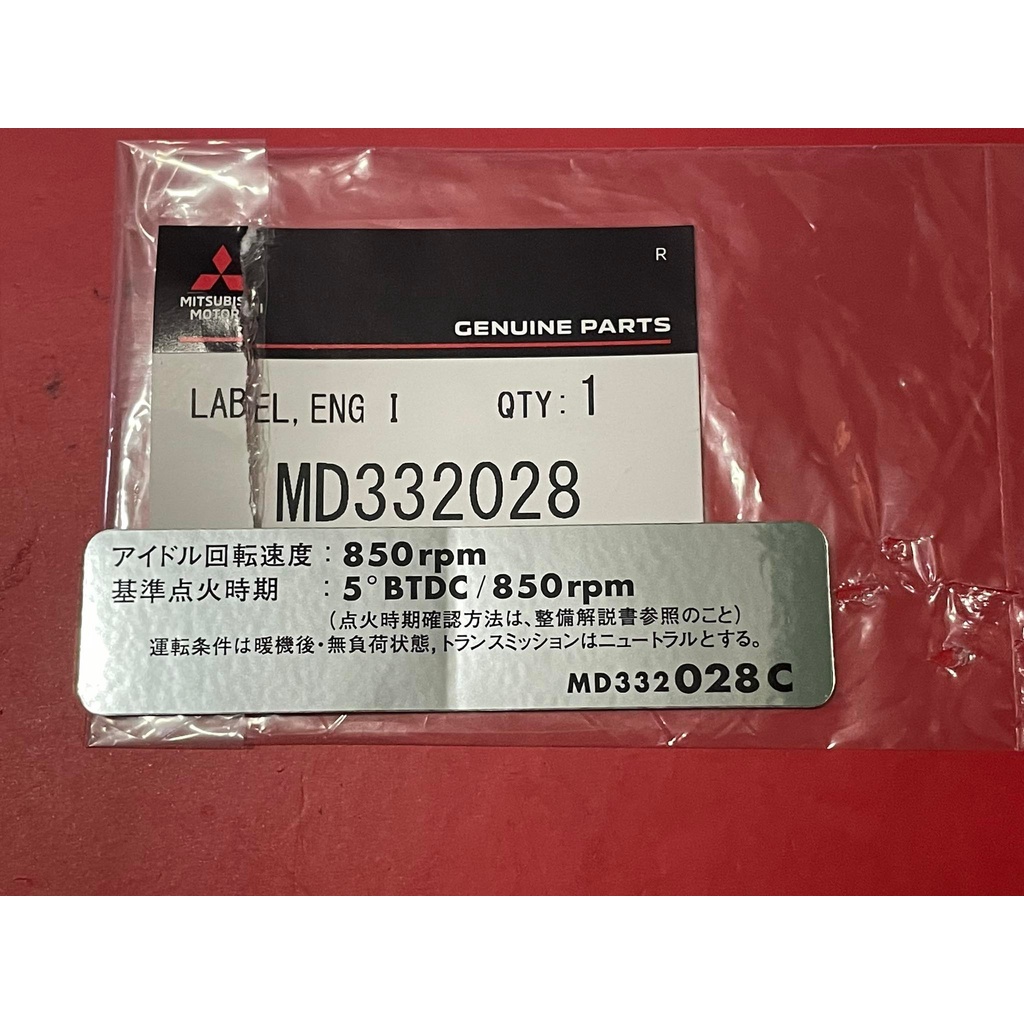 R
MITSUBIS
MOTOR I
GENUINE PARTS
LABEL, ENG I QTY: 1
MD332028
アイドル回転速度 : 850rpm
基準点火時期 : 5°BTDC/850rpm
(点火時期確認方法は、整備解説書参照のこと)
運転条件は暖機後・無負荷状態,トランスミッションはニュートラルとする。
MD332028C